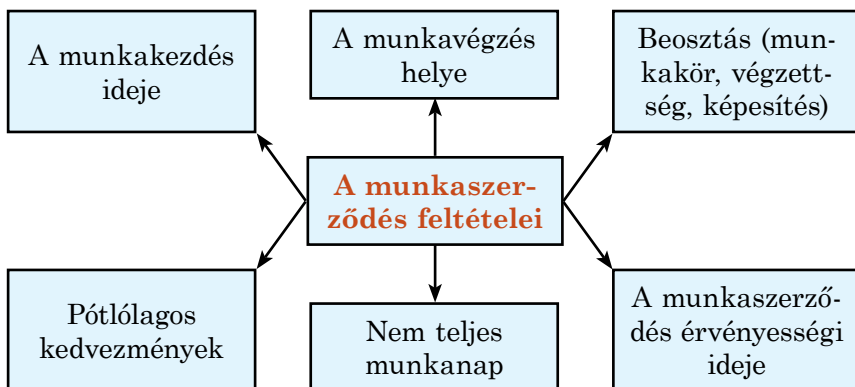 A munkakezdés
ideje
A munkavégzés
helye
Beosztás (mun-
kakör, végzett-
ség, képesítés)
A munkaszer-
ződés feltételei
Pótlólagos
kedvezmények
Nem teljes
munkanap
A munkaszerző-
dés érvényességi
ideje